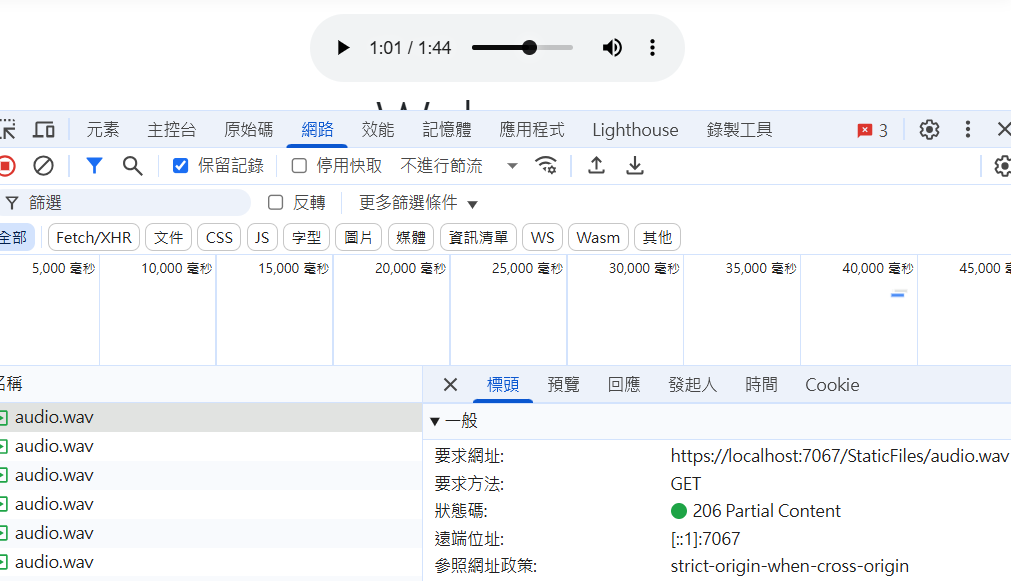 1:01 / 1:44
元素 主控台 原始碼 網路 效能 記憶體 應用程式 Lighthouse 錄製工具 3
保留記錄 停用快取 不進行節流
篩選 反轉 更多篩選條件
全部 Fetch/XHR 文件 CSS JS 字型 圖片 媒體 資訊清單 WS Wasm 其他
5,000 毫秒 10,000 毫秒 15,000 毫秒 20,000 毫秒 25,000 毫秒 30,000 毫秒 35,000 毫秒 40,000 毫秒 45,000
名稱 標頭 預覽 回應 發起人 時間 Cookie
audio.wav
audio.wav
audio.wav
audio.wav
audio.wav
audio.wav
一般
要求網址: https://localhost:7067/StaticFiles/audio.wav
要求方法: GET
狀態碼: 206 Partial Content
遠端位址: [::1]:7067
參照網址政策: strict-origin-when-cross-origin